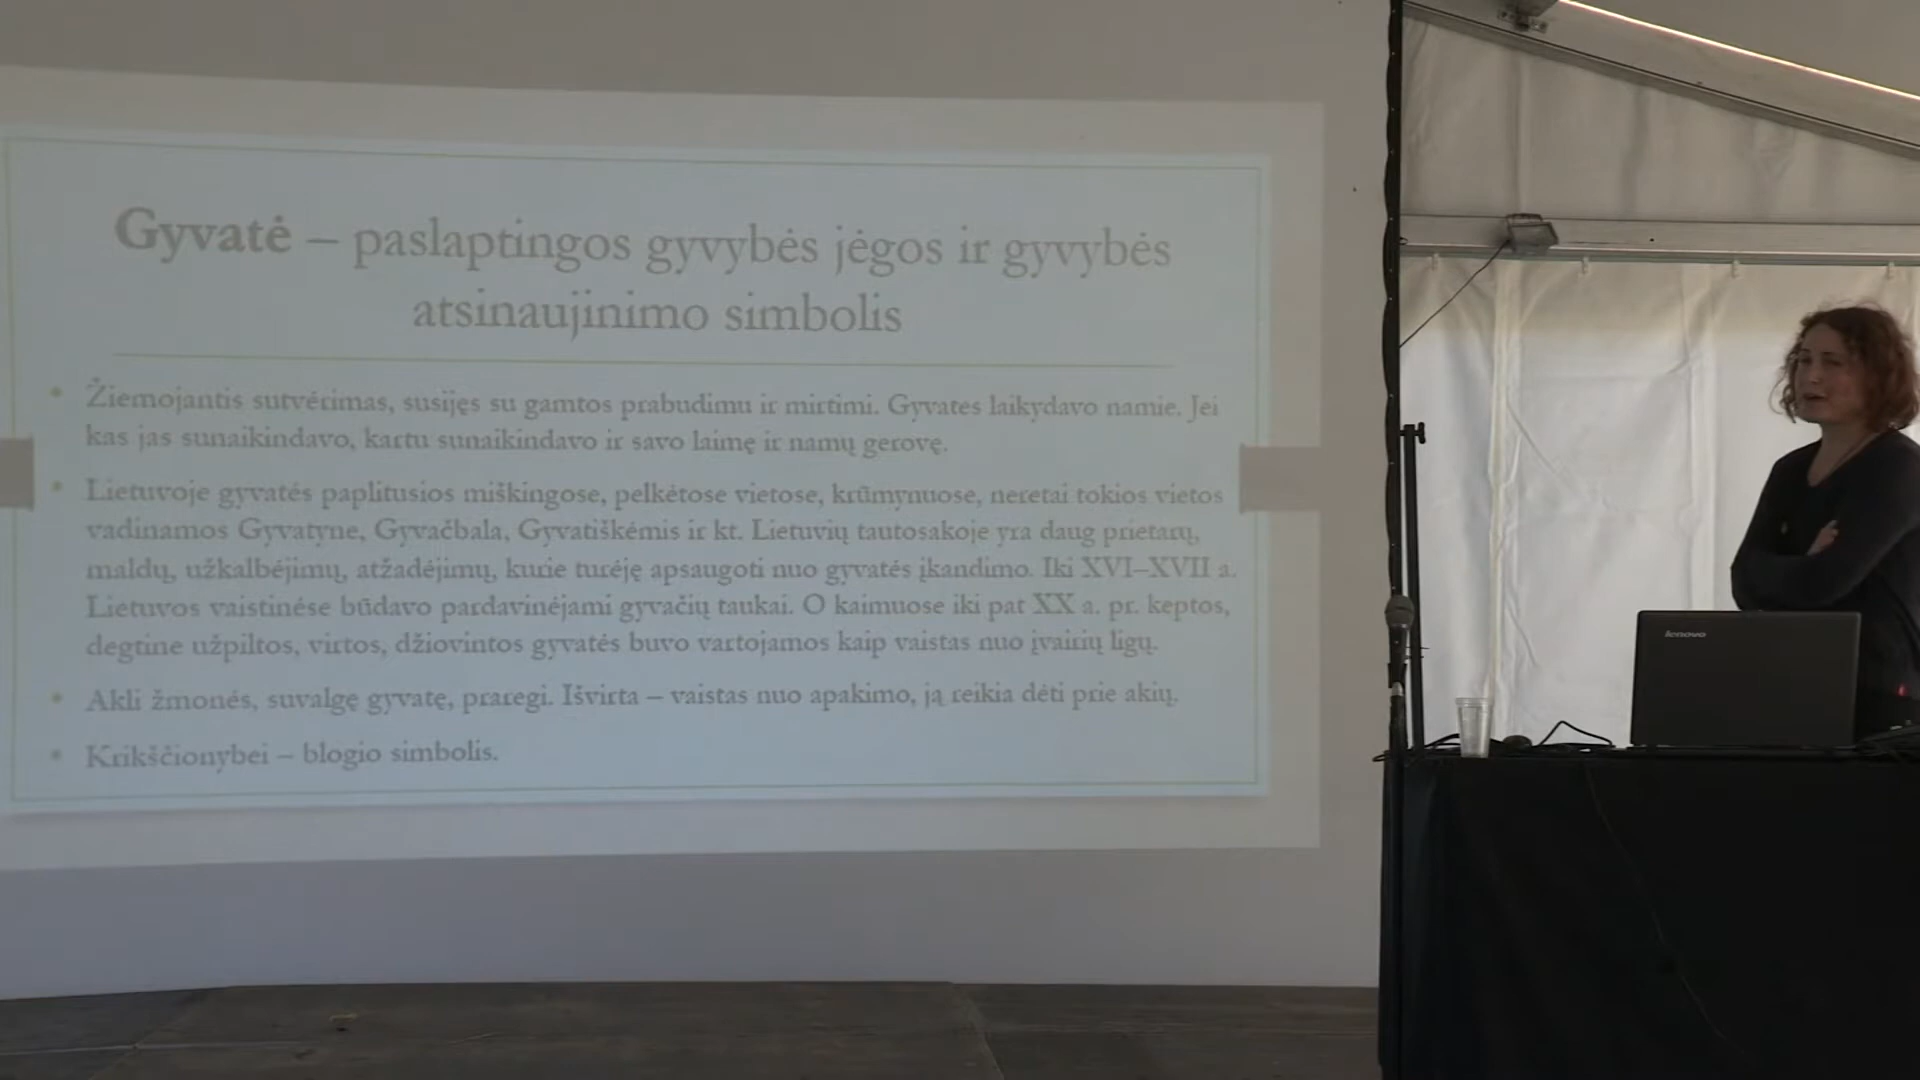 Gyvatė – paslaptingos gyvybės jėgos ir gyvybės
atsinaujinimo simbolis
• Žiemojantis sutvėrimas, susijęs su gamtos prabudimu ir mirtimi. Gyvates laikydavo namie. Jei
kas jas sunaikindavo, kartu sunaikindavo ir savo laimę ir namų gerovę.
• Lietuvoje gyvatės paplitusios miškingose, pelkėtose vietose, krūmynuose, neretai tokios vietos
vadinamos Gyvatyne, Gyvačbala, Gyvatiškėmis ir kt. Lietuvių tautosakoje yra daug prietarų,
maldų, užkalbėjimų, atžadėjimų, kurie turėję apsaugoti nuo gyvatės įkandimo. Iki XVI–XVII a.
Lietuvos vaistinėse būdavo pardavinėjami gyvačių taukai. O kaimuose iki pat XX a. pr. keptos,
degtine užpiltos, virtos, džiovintos gyvatės buvo vartojamos kaip vaistas nuo įvairių ligų.
• Akli žmonės, suvalgę gyvatę, praregi. Išvirta – vaistas nuo apakimo, ją reikia dėti prie akių.
• Krikščionybei – blogio simbolis.
lenovo